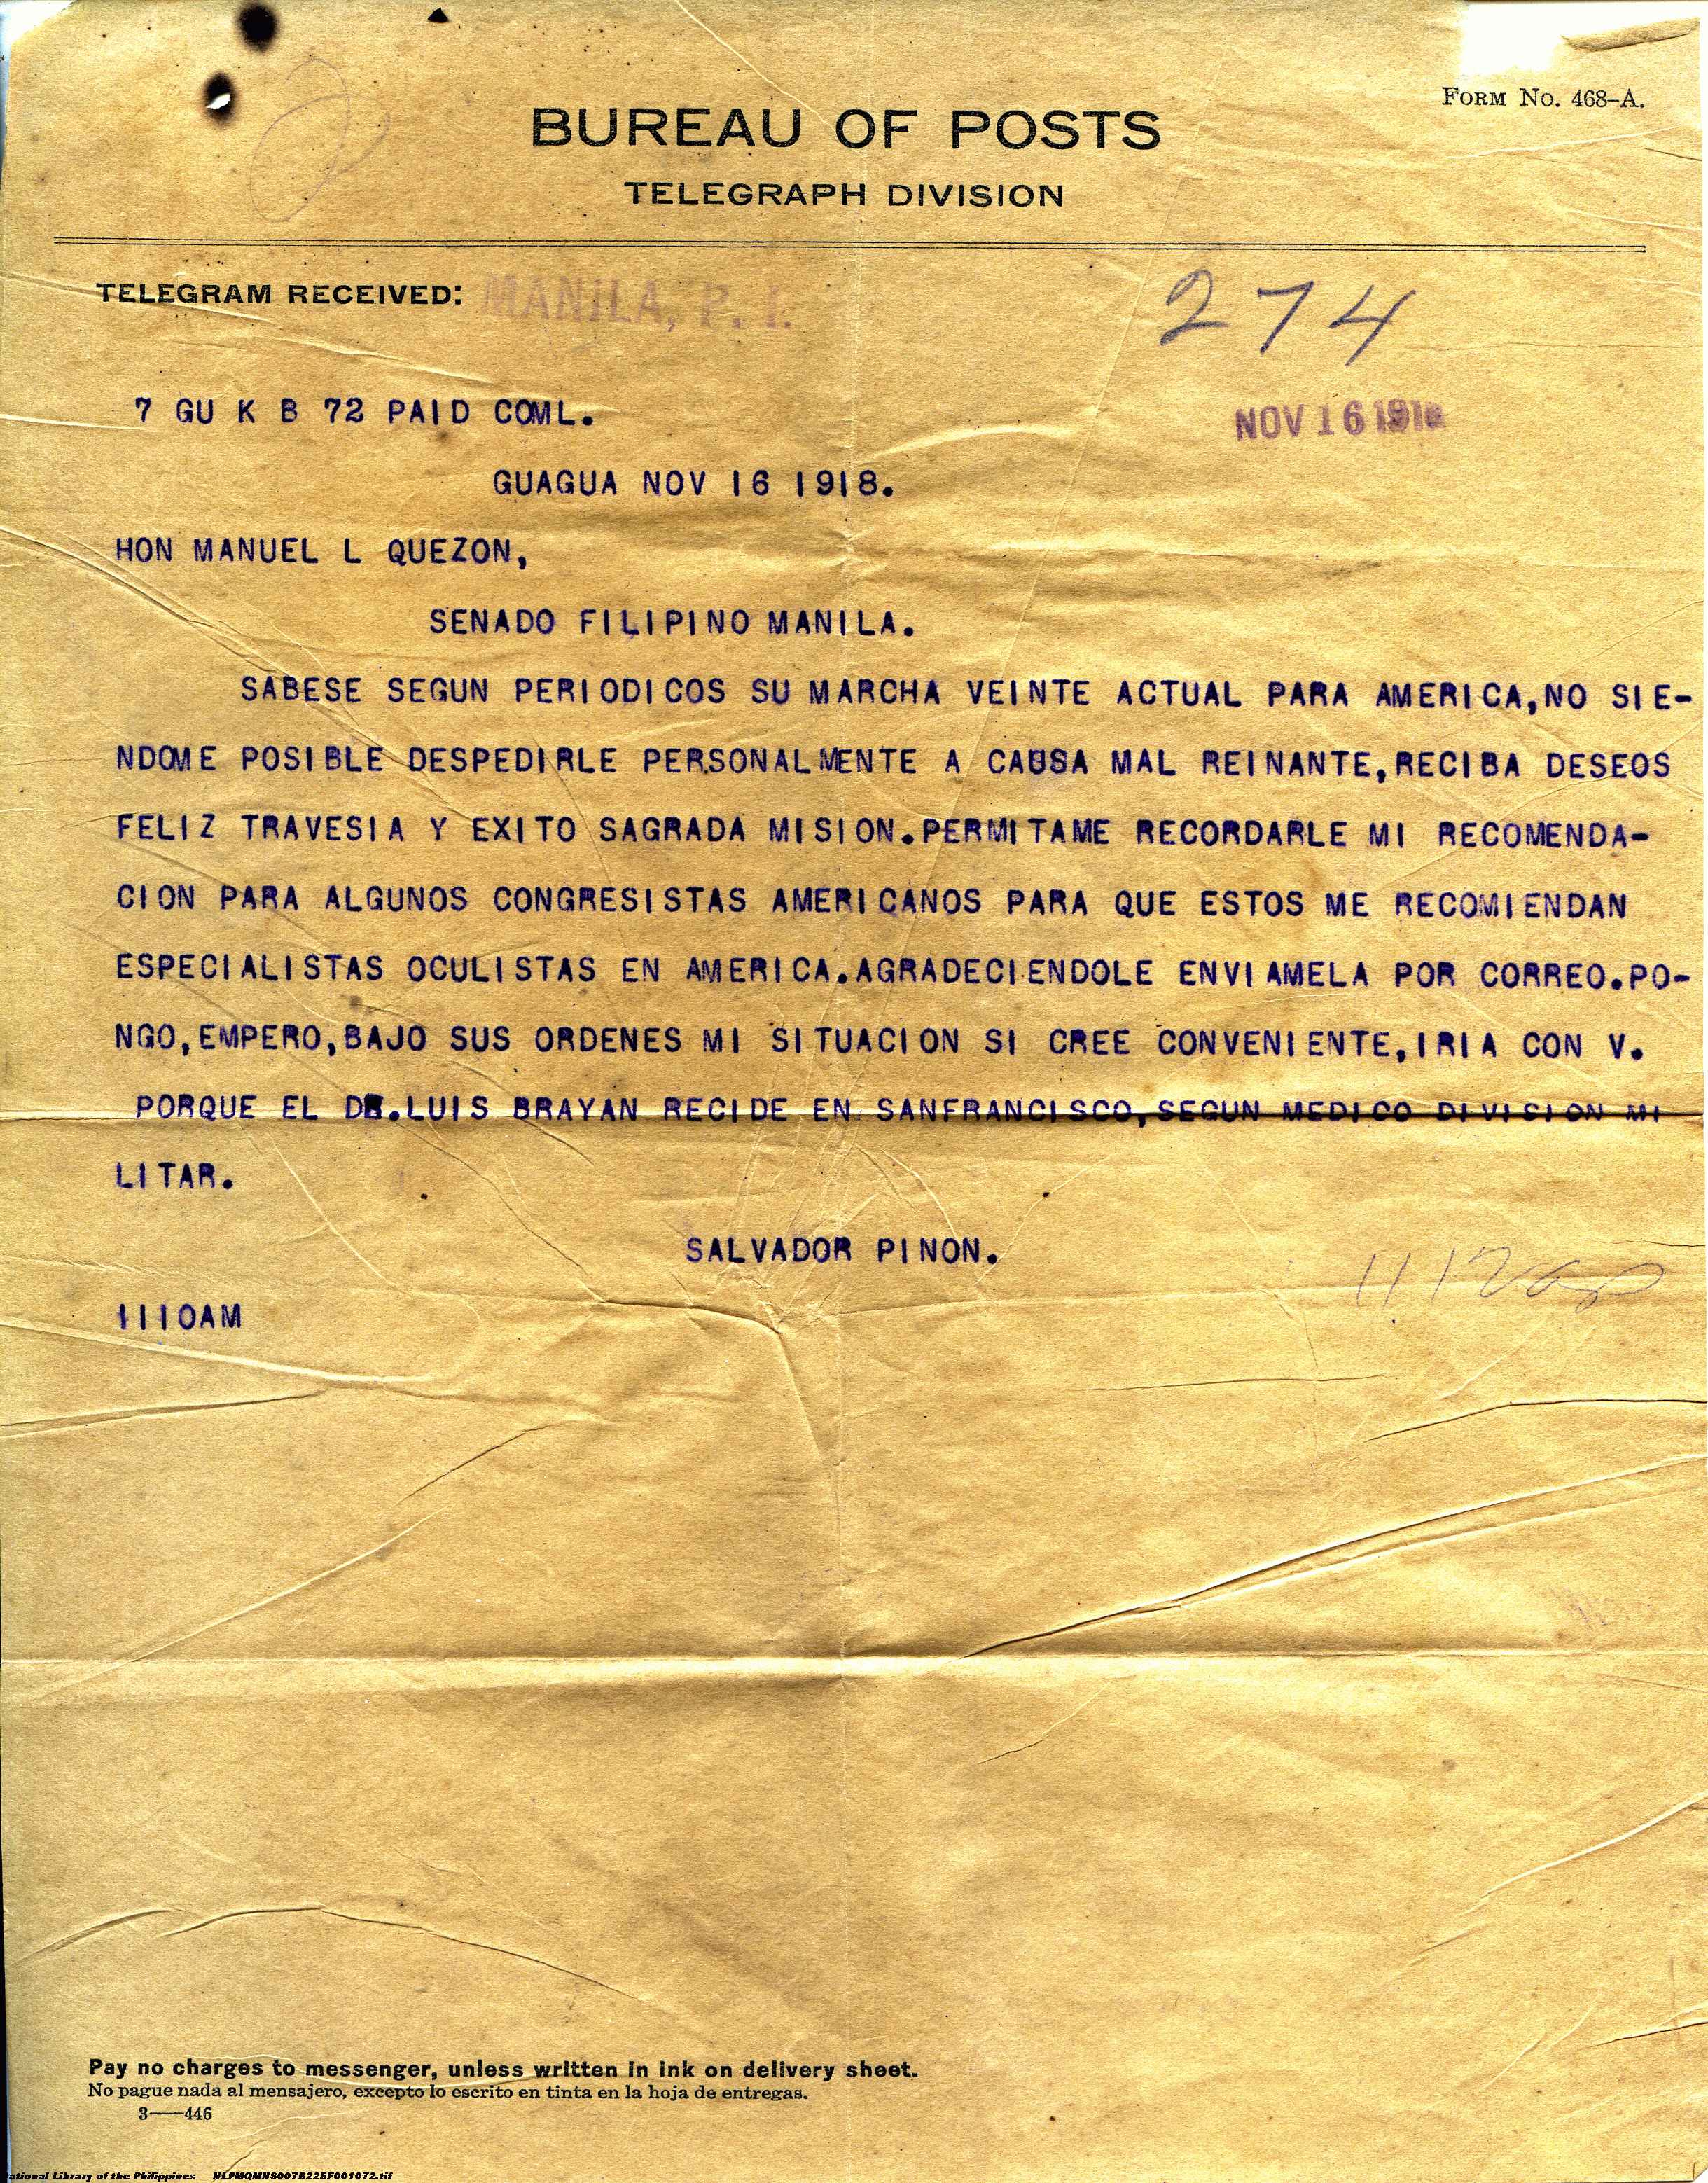 FORM NO. 468-A.
BUREAU OF POSTS
TELEGRAPH DIVISION
TELEGRAM RECEIVED: MANILA, P. I.
274
7 GU K B 72 PAID COML.
NOV 16 1918
GUAGUA NOV 16 1918.
HON MANUEL L QUEZON,
SENADO FILIPINO MANILA.
SABESE SEGUN PERIODICOS SU MARCHA VEINTE ACTUAL PARA AMERICA,NO SIE-
NDOME POSIBLE DESPEDIRLE PERSONALMENTE A CAUSA MAL REINANTE,RECIBA DESEOS
FELIZ TRAVESIA Y EXITO SAGRADA MISION.PERMITAME RECORDARLE MI RECOMENDA-
CION PARA ALGUNOS CONGRESISTAS AMERICANOS PARA QUE ESTOS ME RECOMIENDAN
ESPECIALISTAS OCULISTAS EN AMERICA.AGRADECIENDOLE ENVIAMELA POR CORREO.PO-
NGO,EMPERO,BAJO SUS ORDENES MI SITUACION SI CREE CONVENIENTE,IRIA CON V.
PORQUE EL DR.LUIS BRAYAN RECIDE EN SANFRANCISCO,SEGUN MEDICO DIVISION MI
LITAR.
SALVADOR PINON.
1110AM
Pay no charges to messenger, unless written in ink on delivery sheet.
No pague nada al mensajero, excepto lo escrito en tinta en la hoja de entregas.
3——446
ational Library of the Philippines NLPMQMNS007B225F001072.tif